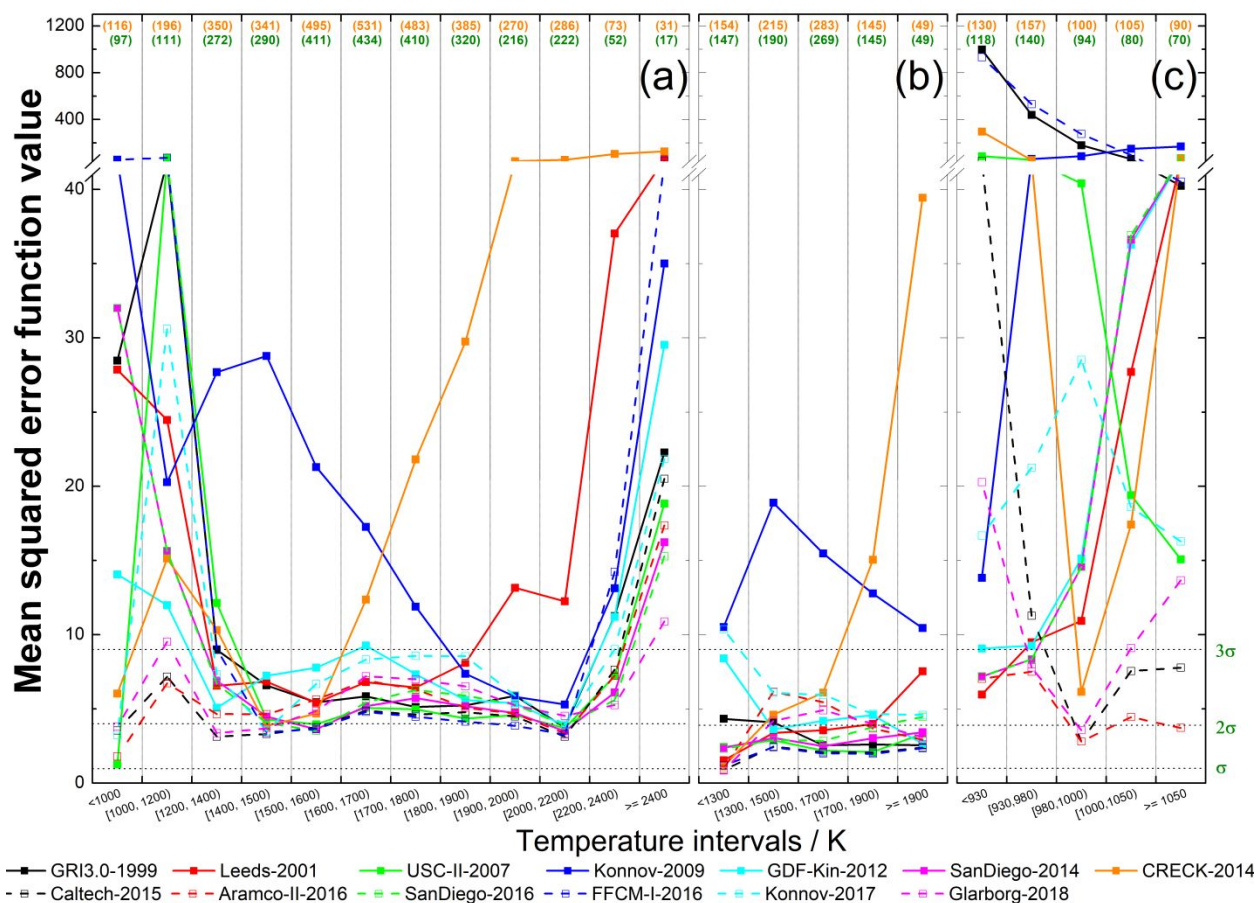 Mean squared error function value
1200
800
400
40
30
20
10
0
(116) (196) (350) (341) (495) (531) (483) (385) (270) (286) (73) (31)
(97) (111) (272) (290) (411) (434) (410) (320) (216) (222) (52) (17)
(a)
(154) (215) (283) (145) (49)
(147) (190) (269) (145) (49)
(b)
(130) (157) (100) (105) (90)
(118) (140) (94) (80) (70)
(c)
3σ
2σ
σ
<1000 [1000, 1200) [1200, 1400) [1400, 1500) [1500, 1600) [1600, 1700) [1700, 1800) [1800, 1900) [1900, 2000) [2000, 2200) [2200, 2400) >= 2400
<1300 [1300, 1500) [1500, 1700) [1700, 1900) >= 1900
<930 [930,980) [980,1000) [1000,1050) >= 1050
Temperature intervals / K
GRI3.0-1999 Leeds-2001 USC-II-2007 Konnov-2009 GDF-Kin-2012 SanDiego-2014 CRECK-2014
Caltech-2015 Aramco-II-2016 SanDiego-2016 FFCM-I-2016 Konnov-2017 Glarborg-2018